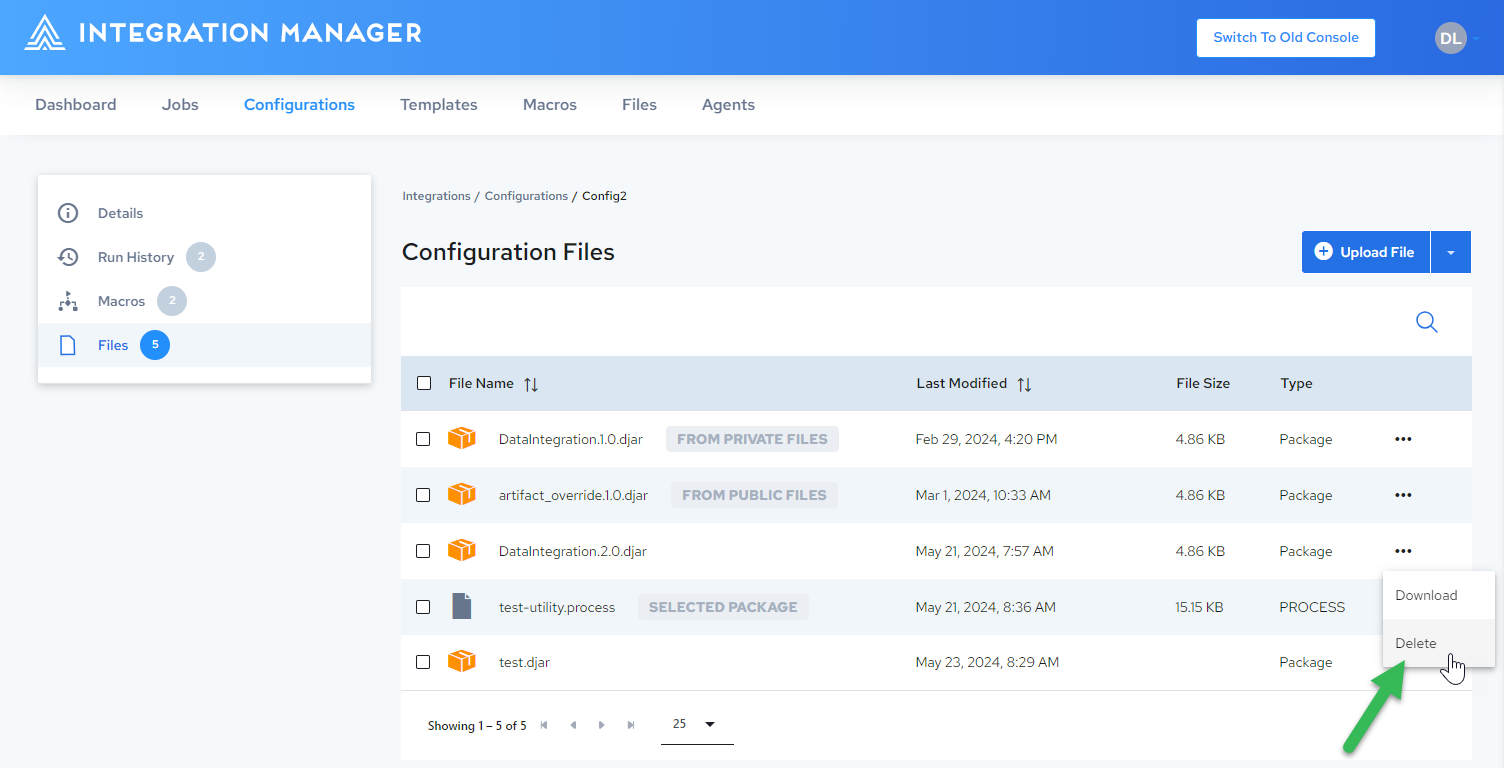 INTEGRATION MANAGER
Switch To Old Console
DL
Dashboard Jobs Configurations Templates Macros Files Agents
Details
Run History 2
Macros 2
Files 5
Integrations / Configurations / Config2
Configuration Files
Upload File
File Name Last Modified File Size Type
DataIntegration.1.0.djar FROM PRIVATE FILES Feb 29, 2024, 4:20 PM 4.86 KB Package
artifact_override.1.0.djar FROM PUBLIC FILES Mar 1, 2024, 10:33 AM 4.86 KB Package
DataIntegration.2.0.djar May 21, 2024, 7:57 AM 4.86 KB Package
test-utility.process SELECTED PACKAGE May 21, 2024, 8:36 AM 15.15 KB PROCESS
test.djar May 23, 2024, 8:29 AM Package
Download
Delete
Showing 1 – 5 of 5 25